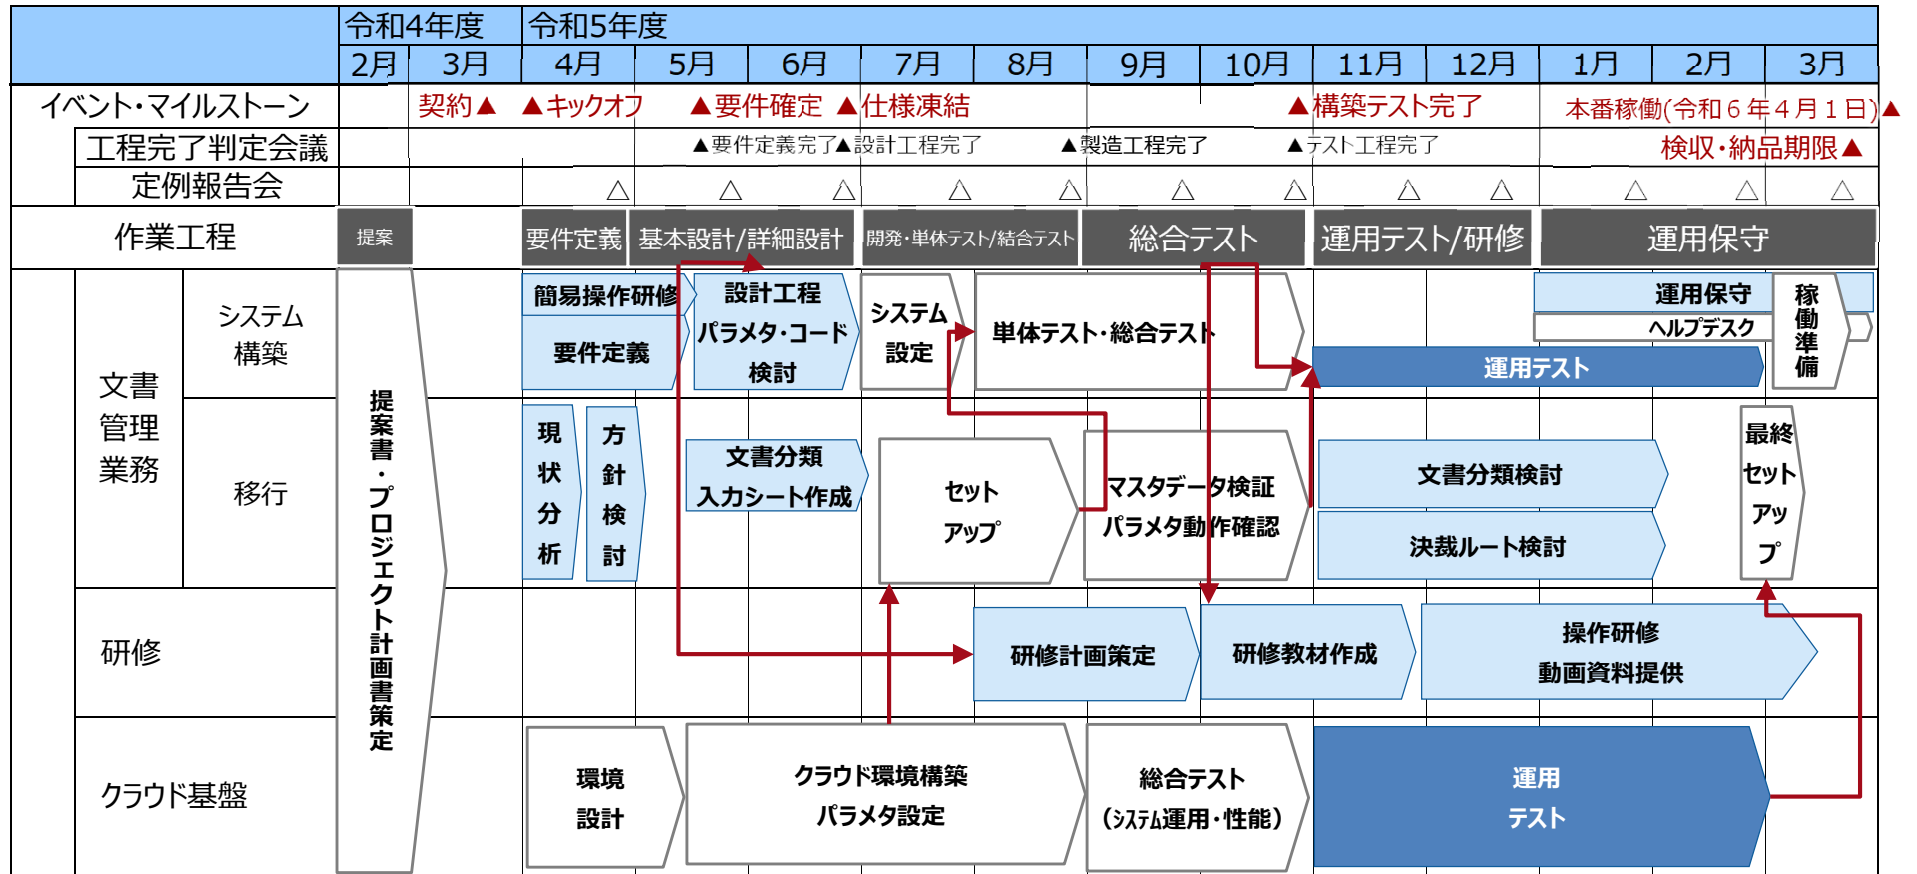 令和4年度 令和5年度
2月 3月 4月 5月 6月 7月 8月 9月 10月 11月 12月 1月 2月 3月
イベント・マイルストーン 契約▲ ▲キックオフ ▲要件確定 ▲仕様凍結 ▲構築テスト完了 本番稼働(令和6年4月1日)▲
工程完了判定会議 ▲要件定義完了 ▲設計工程完了 ▲製造工程完了 ▲テスト工程完了 検収・納品期限▲
定例報告会 △ △ △ △ △ △ △ △ △ △ △ △
作業工程 提案 要件定義 基本設計/詳細設計 開発・単体テスト/結合テスト 総合テスト 運用テスト/研修 運用保守
文書
管理
業務
システム
構築
提案書・プロジェクト計画書策定
簡易操作研修
要件定義
設計工程
パラメタ・コード
検討
システム
設定
単体テスト・総合テスト
運用保守
ヘルプデスク
運用テスト
稼働準備
移行
現状分析
方針検討
文書分類
入力シート作成
セット
アップ
マスタデータ検証
パラメタ動作確認
文書分類検討
決裁ルート検討
最終
セット
アッ
プ
研修
研修計画策定
研修教材作成
操作研修
動画資料提供
クラウド基盤
環境
設計
クラウド環境構築
パラメタ設定
総合テスト
(システム運用・性能)
運用
テスト